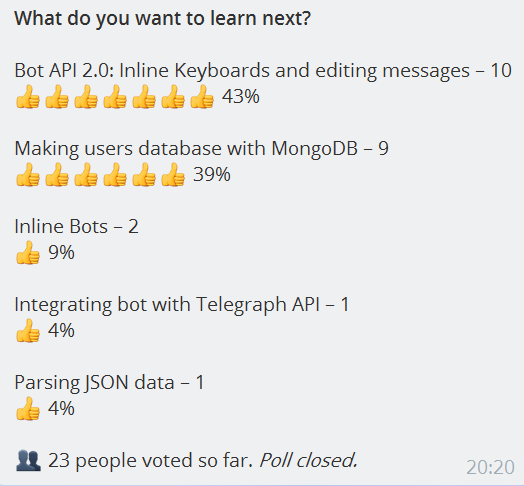 What do you want to learn next?
Bot API 2.0: Inline Keyboards and editing messages – 10
👍👍👍👍👍👍👍 43%
Making users database with MongoDB – 9
👍👍👍👍👍👍 39%
Inline Bots – 2
👍 9%
Integrating bot with Telegraph API – 1
👍 4%
Parsing JSON data – 1
👍 4%
👥 23 people voted so far. Poll closed.
20:20